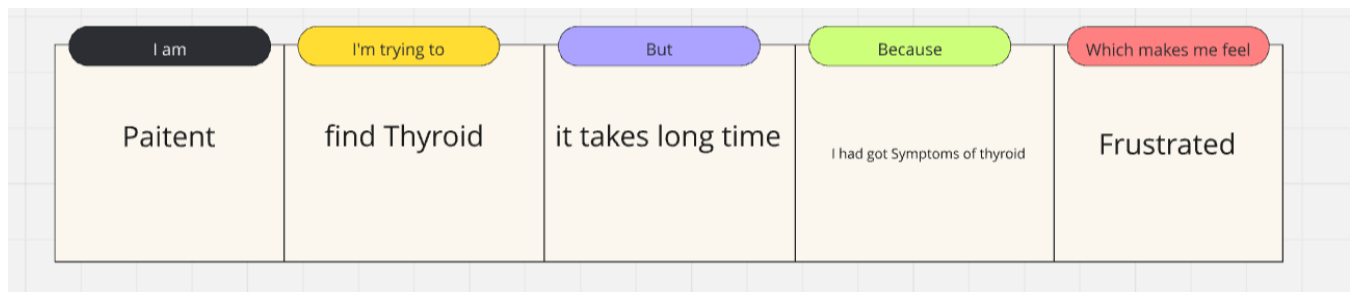 I am
I'm trying to
But
Because
Which makes me feel
Paitent
find Thyroid
it takes long time
I had got Symptoms of thyroid
Frustrated